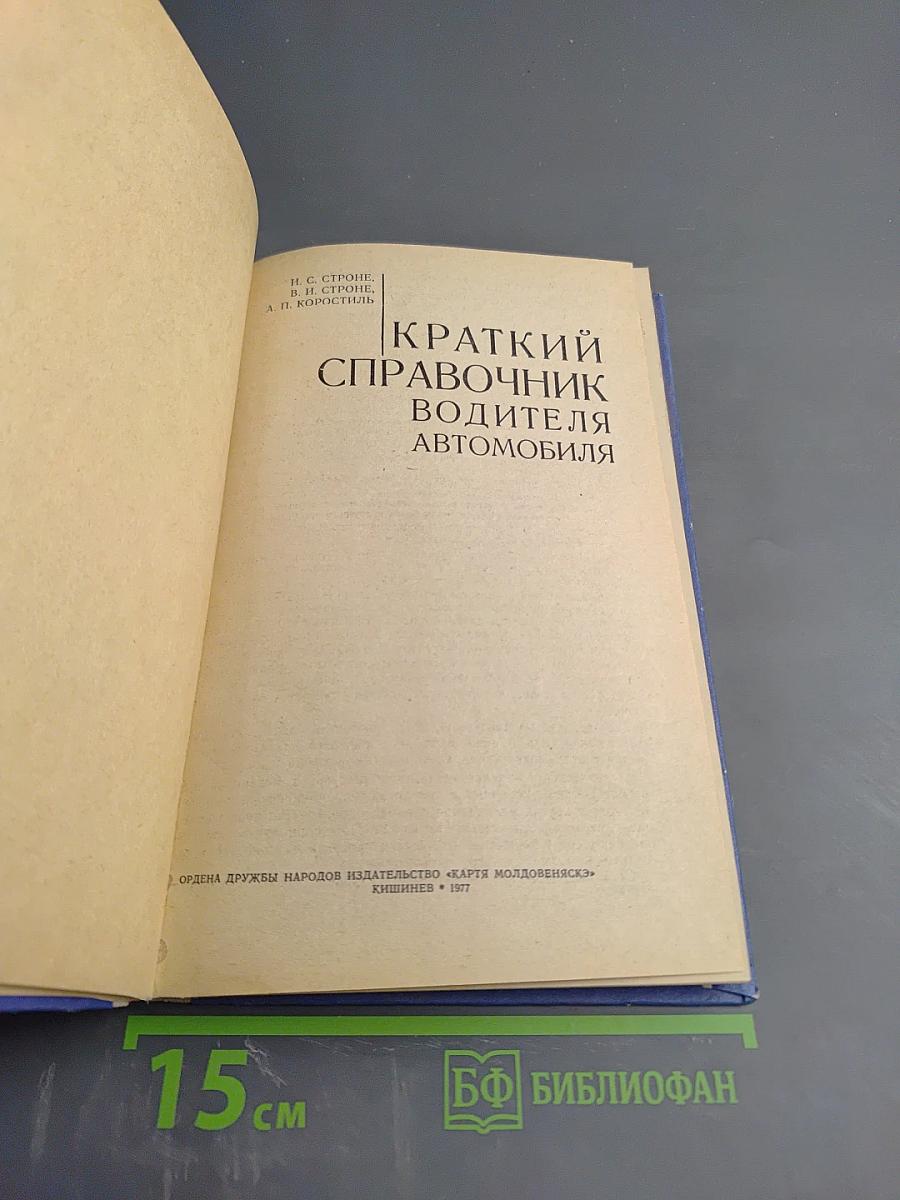 И. С. СТРОНЕ,
В. И. СТРОНЕ,
А. П. КОРОСТИЛЬ
КРАТКИЙ
СПРАВОЧНИК
ВОДИТЕЛЯ
АВТОМОБИЛЯ
ОРДЕНА ДРУЖБЫ НАРОДОВ ИЗДАТЕЛЬСТВО «КАРТЯ МОЛДОВЕНЯСКЭ»
КИШИНЕВ * 1977
15 см
БФ БИБЛИОФАН